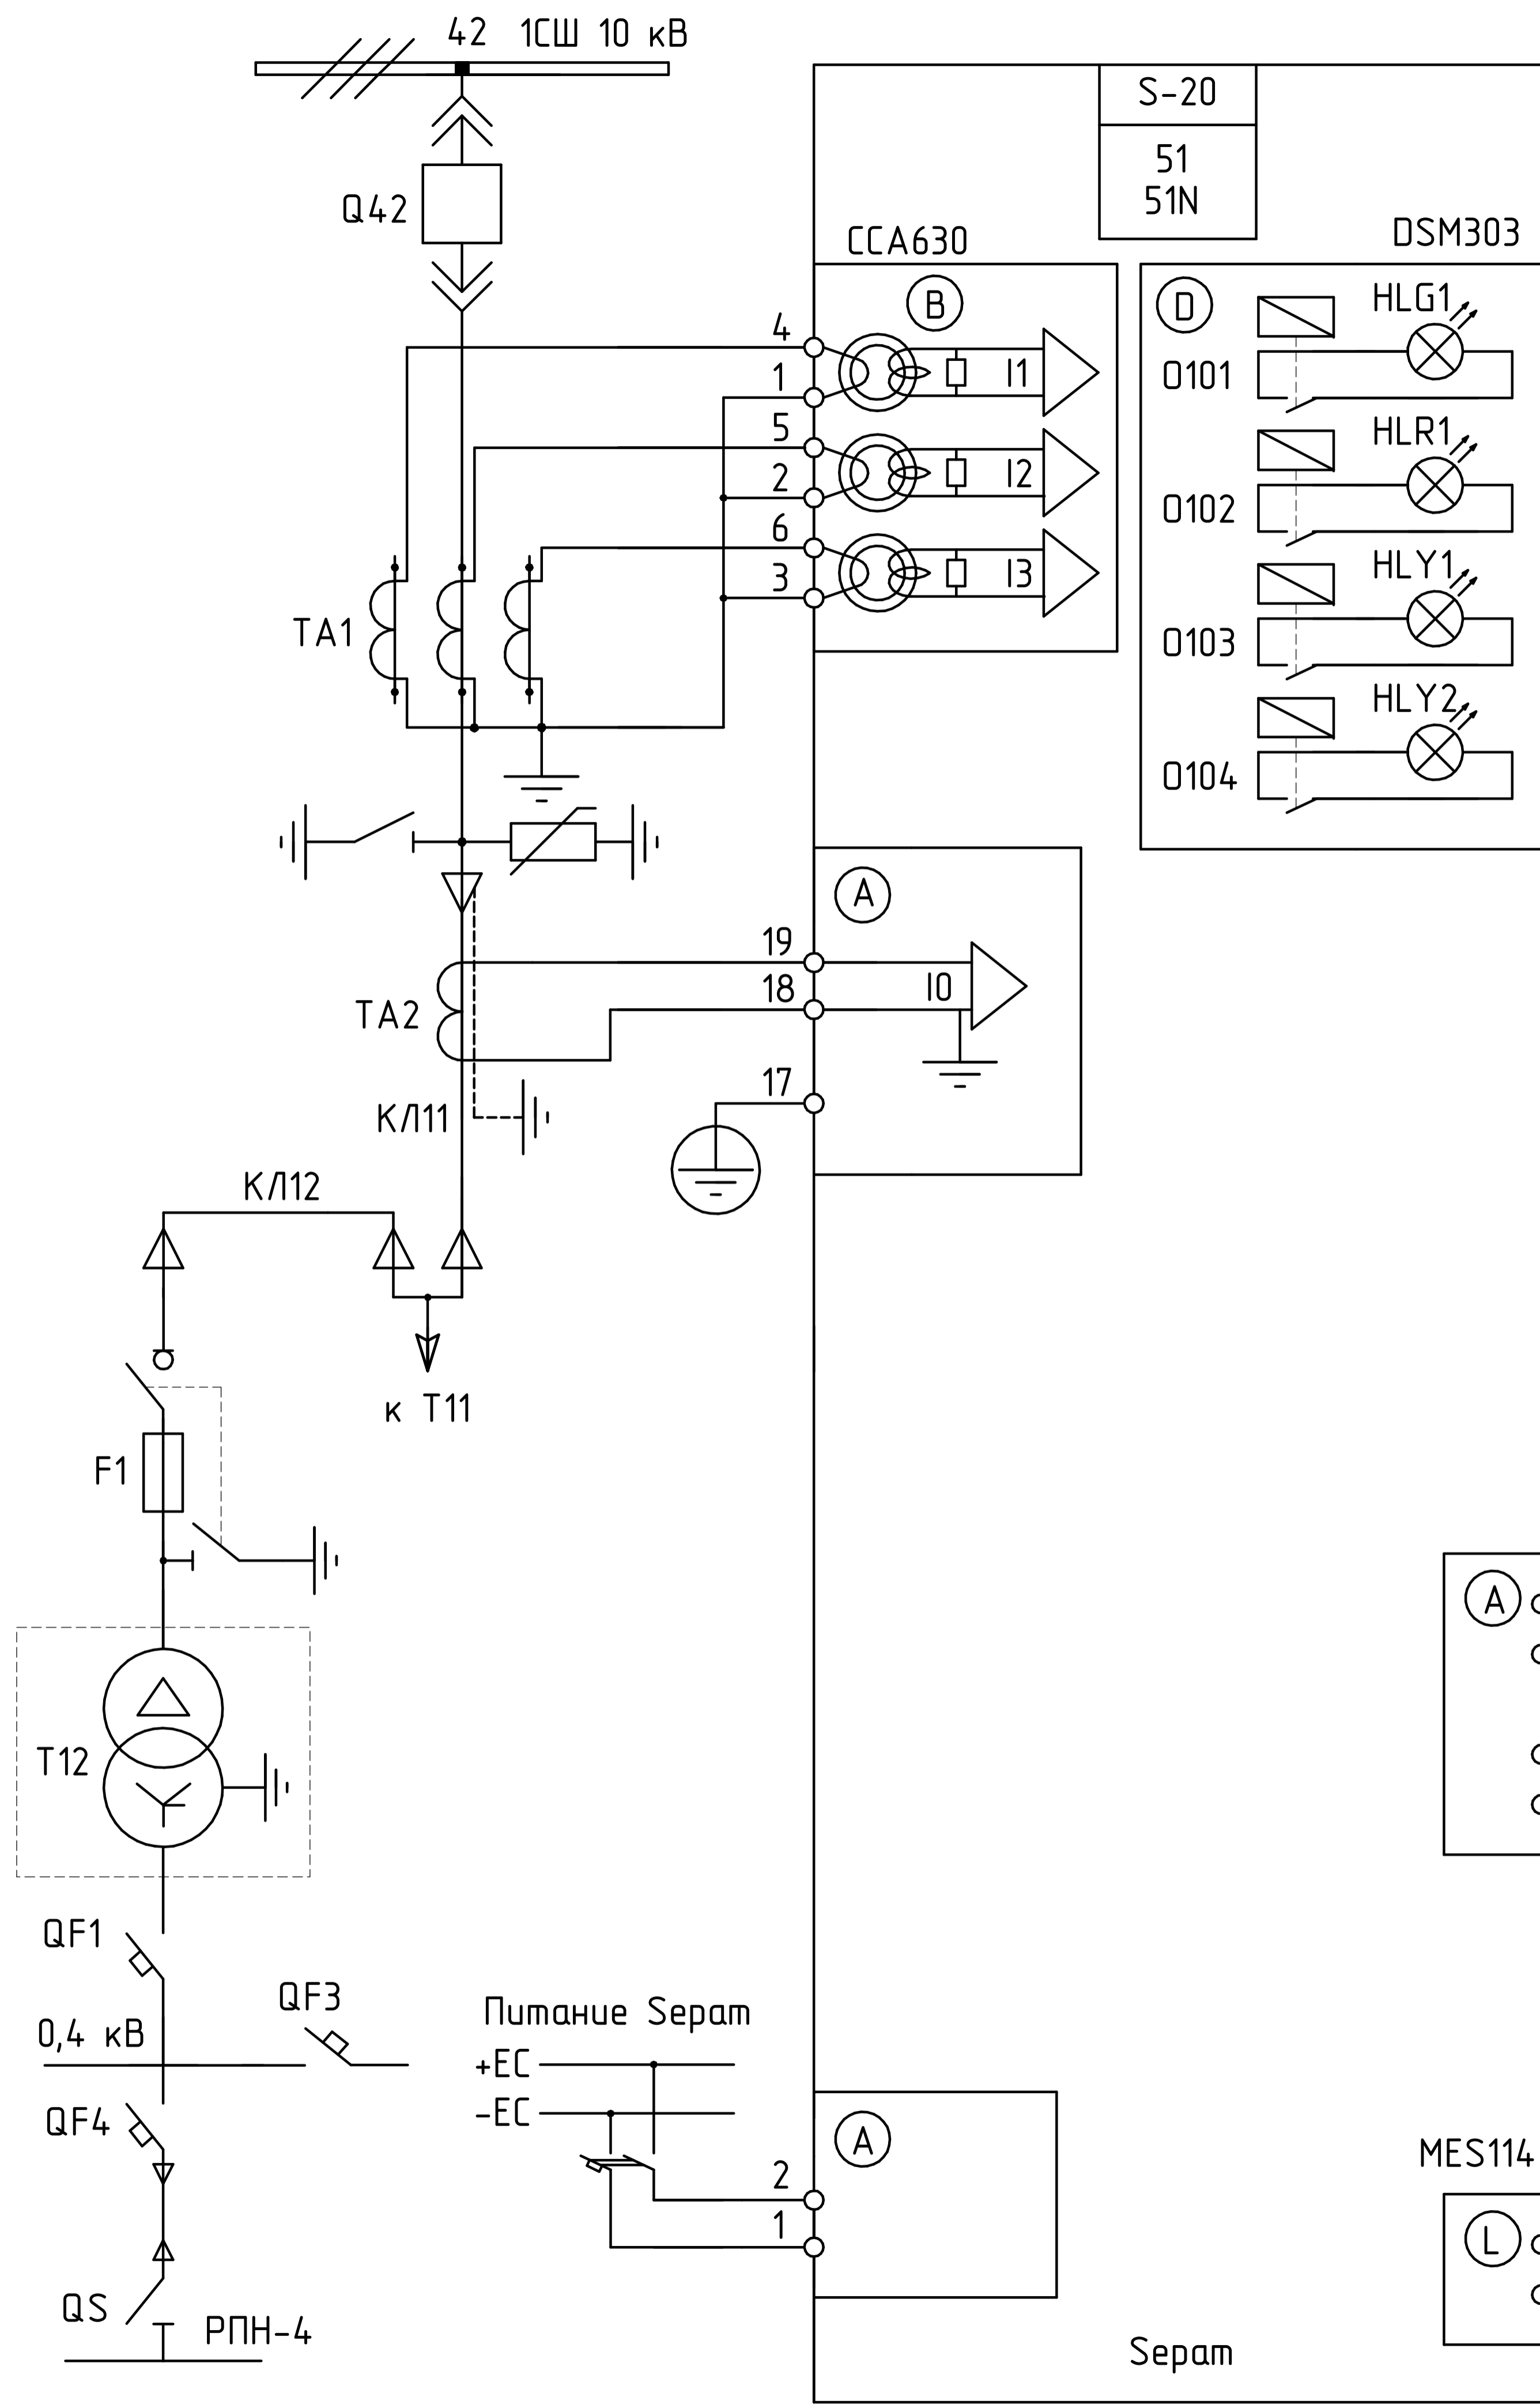 42 1СШ 10 кВ
S-20
51
51N
Q42
CCA630
DSM303
B
D
HLG1
4
1
I1
O101
5
HLR1
2
I2
O102
6
HLY1
3
I3
TA1
O103
HLY2
O104
A
19
18
I0
TA2
17
КЛ11
КЛ12
к Т11
F1
A
T12
QF1
QF3
Питание Sepam
0,4 кВ
+EC
-EC
QF4
A
MES114
2
1
L
QS
РПН-4
Sepam